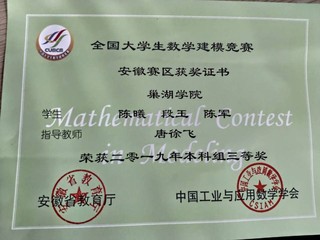 CUMCM
全国大学生数学建模竞赛
安徽赛区获奖证书
巢湖学院
学生 陈曦 段玉 陈军
Mathematical Contest
指导教师 唐徐飞
in Modeling
荣获二零一九年本科组三等奖
安徽省教育厅 中国工业与应用数学学会
CSIAM